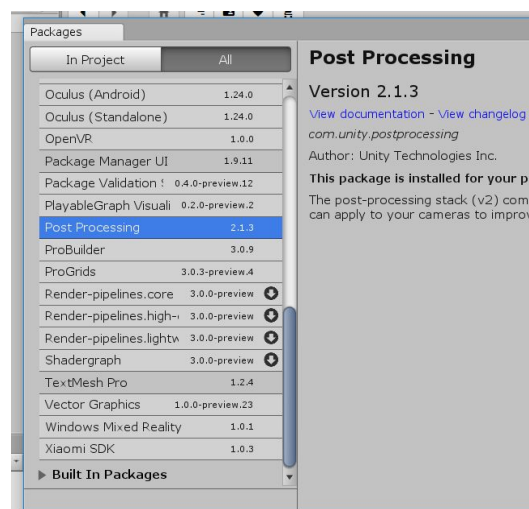 Packages
In Project
All
Oculus (Android) 1.24.0
Oculus (Standalone) 1.24.0
OpenVR 1.0.0
Package Manager UI 1.9.11
Package Validation S 0.4.0-preview.12
PlayableGraph Visuali 0.2.0-preview.2
Post Processing 2.1.3
ProBuilder 3.0.9
ProGrids 3.0.3-preview.4
Render-pipelines.core 3.0.0-preview
Render-pipelines.high- 3.0.0-preview
Render-pipelines.lightw 3.0.0-preview
Shadergraph 3.0.0-preview
TextMesh Pro 1.2.4
Vector Graphics 1.0.0-preview.23
Windows Mixed Reality 1.0.1
Xiaomi SDK 1.0.3
Built In Packages
Post Processing
Version 2.1.3
View documentation - View changelog
com.unity.postprocessing
Author: Unity Technologies Inc.
This package is installed for your p
The post-processing stack (v2) com
can apply to your cameras to improv